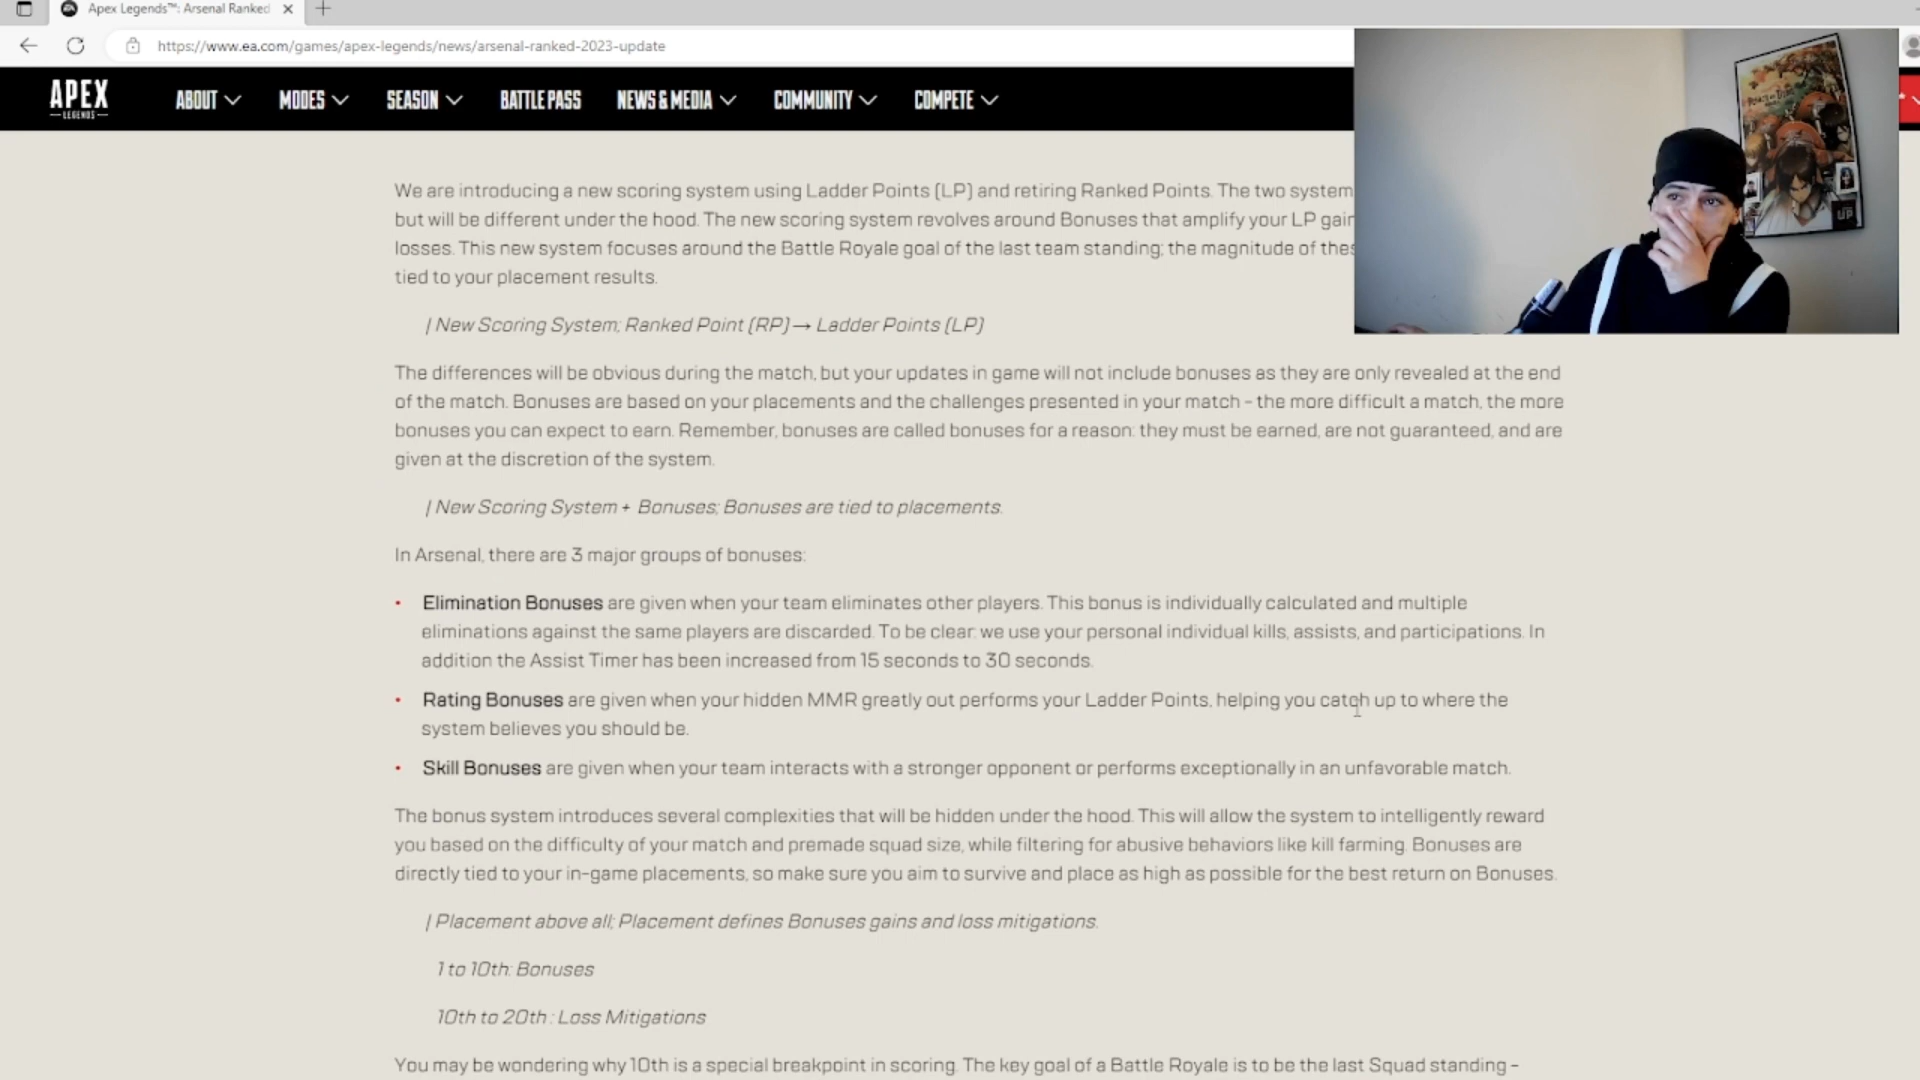 Apex Legends™: Arsenal Ranked
https://www.ea.com/games/apex-legends/news/arsenal-ranked-2023-update
APEX
LEGENDS
ABOUT MODES SEASON BATTLE PASS NEWS & MEDIA COMMUNITY COMPETE
We are introducing a new scoring system using Ladder Points (LP) and retiring Ranked Points. The two system
but will be different under the hood. The new scoring system revolves around Bonuses that amplify your LP gain
losses. This new system focuses around the Battle Royale goal of the last team standing; the magnitude of thes
tied to your placement results.
| New Scoring System; Ranked Point (RP) → Ladder Points (LP)
The differences will be obvious during the match, but your updates in game will not include bonuses as they are only revealed at the end
of the match. Bonuses are based on your placements and the challenges presented in your match - the more difficult a match, the more
bonuses you can expect to earn. Remember, bonuses are called bonuses for a reason: they must be earned, are not guaranteed, and are
given at the discretion of the system.
| New Scoring System + Bonuses; Bonuses are tied to placements.
In Arsenal, there are 3 major groups of bonuses:
• Elimination Bonuses are given when your team eliminates other players. This bonus is individually calculated and multiple
eliminations against the same players are discarded. To be clear: we use your personal individual kills, assists, and participations. In
addition the Assist Timer has been increased from 15 seconds to 30 seconds.
• Rating Bonuses are given when your hidden MMR greatly out performs your Ladder Points, helping you catch up to where the
system believes you should be.
• Skill Bonuses are given when your team interacts with a stronger opponent or performs exceptionally in an unfavorable match.
The bonus system introduces several complexities that will be hidden under the hood. This will allow the system to intelligently reward
you based on the difficulty of your match and premade squad size, while filtering for abusive behaviors like kill farming. Bonuses are
directly tied to your in-game placements, so make sure you aim to survive and place as high as possible for the best return on Bonuses.
| Placement above all; Placement defines Bonuses gains and loss mitigations.
1 to 10th: Bonuses
10th to 20th : Loss Mitigations
You may be wondering why 10th is a special breakpoint in scoring. The key goal of a Battle Royale is to be the last Squad standing -